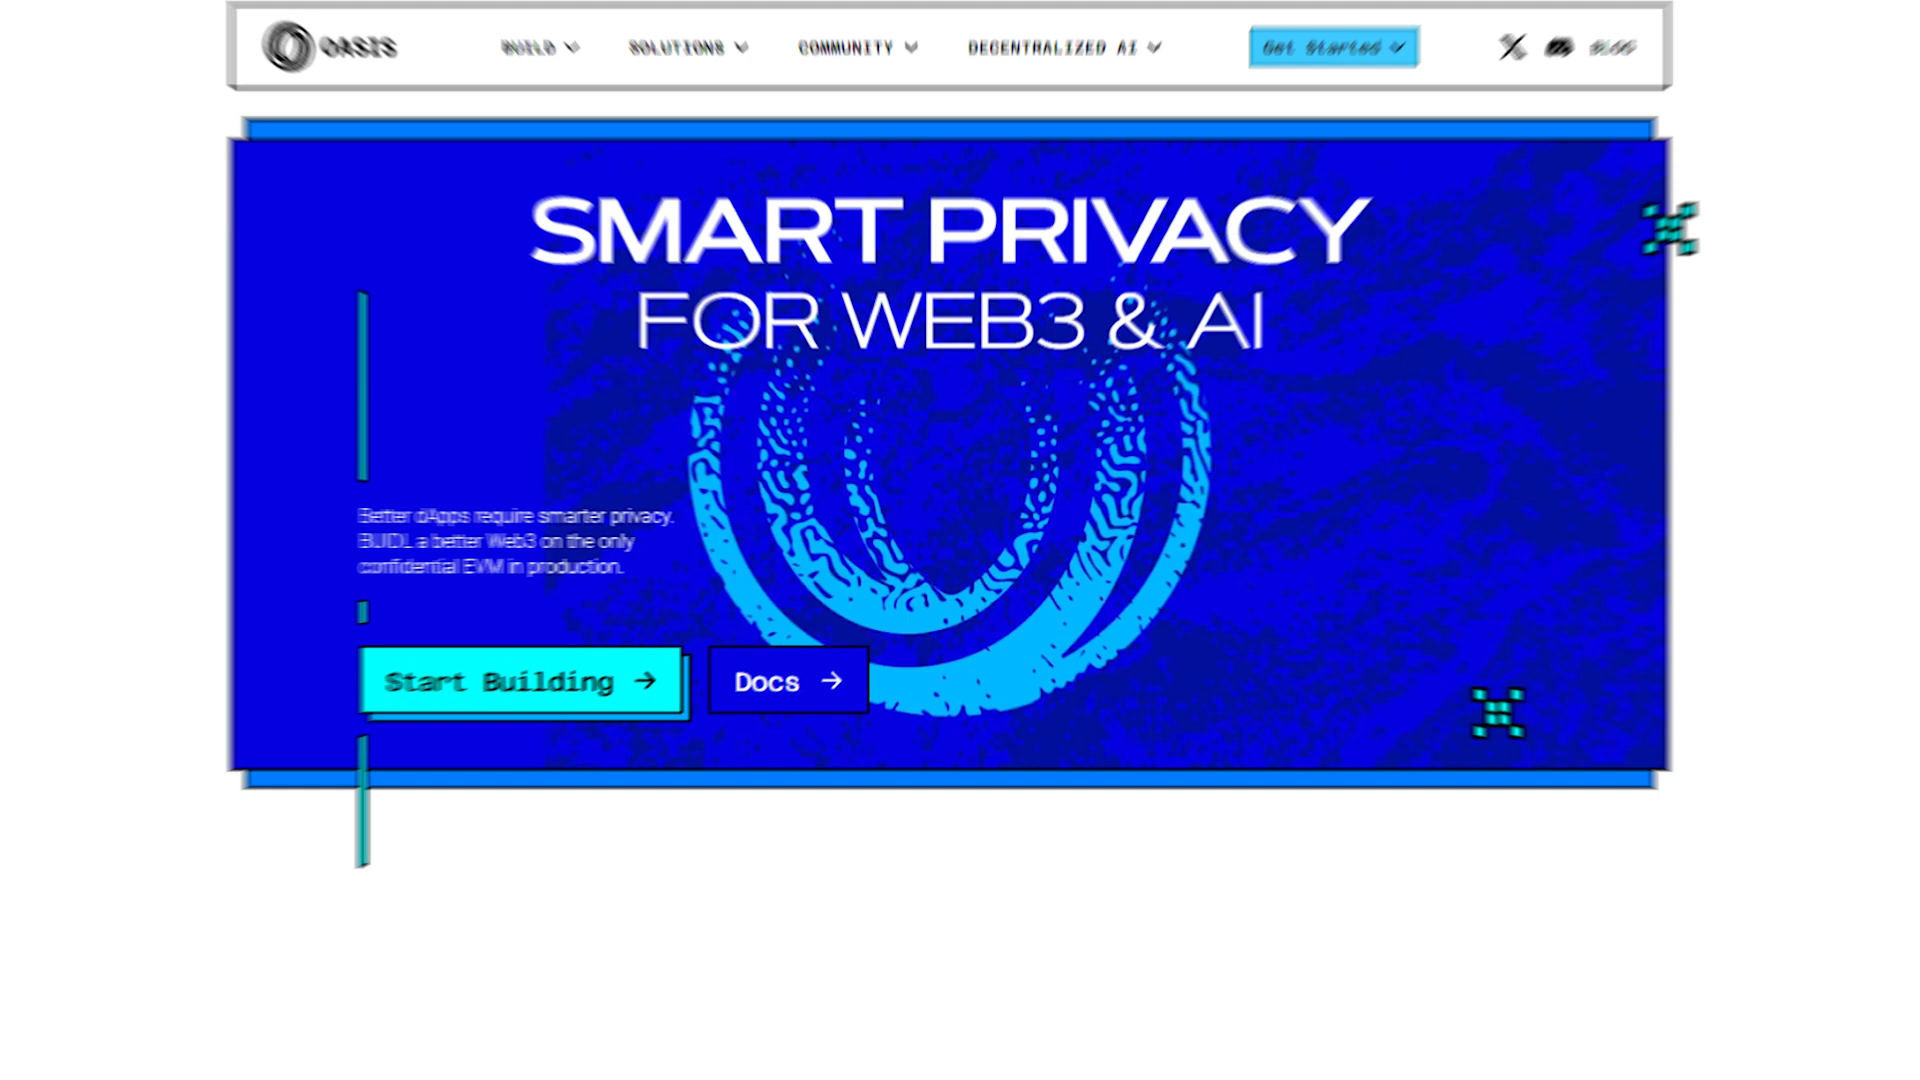 OASIS
BUILD
SOLUTIONS
COMMUNITY
DECENTRALIZED AI
Get Started
BLOG
SMART PRIVACY
FOR WEB3 & AI
Better dApps require smarter privacy.
BUIDL a better Web3 on the only
confidential EVM in production.
Start Building →
Docs →